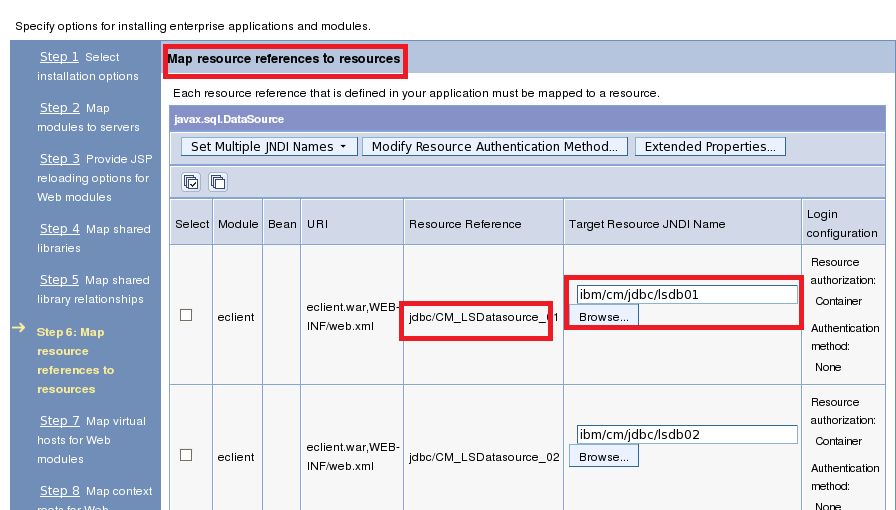 Specify options for installing enterprise applications and modules.
Step 1 Select
installation options
Step 2 Map
modules to servers
Step 3 Provide JSP
reloading options for
Web modules
Step 4 Map shared
libraries
Step 5 Map shared
library relationships
Step 6: Map
resource
references to
resources
Step 7 Map virtual
hosts for Web
modules
Step 8 Map context
roots for Web
Map resource references to resources
Each resource reference that is defined in your application must be mapped to a resource.
javax.sql.DataSource
Set Multiple JNDI Names Modify Resource Authentication Method... Extended Properties...
Select Module Bean URI Resource Reference Target Resource JNDI Name Login
configuration
eclient
eclient.war,WEB-
INF/web.xml
jdbc/CM_LSDatasource_01
ibm/cm/jdbc/lsdb01
Browse...
Resource
authorization:
Container
Authentication
method:
None
eclient
eclient.war,WEB-
INF/web.xml
jdbc/CM_LSDatasource_02
ibm/cm/jdbc/lsdb02
Browse...
Resource
authorization:
Container
Authentication
method:
None